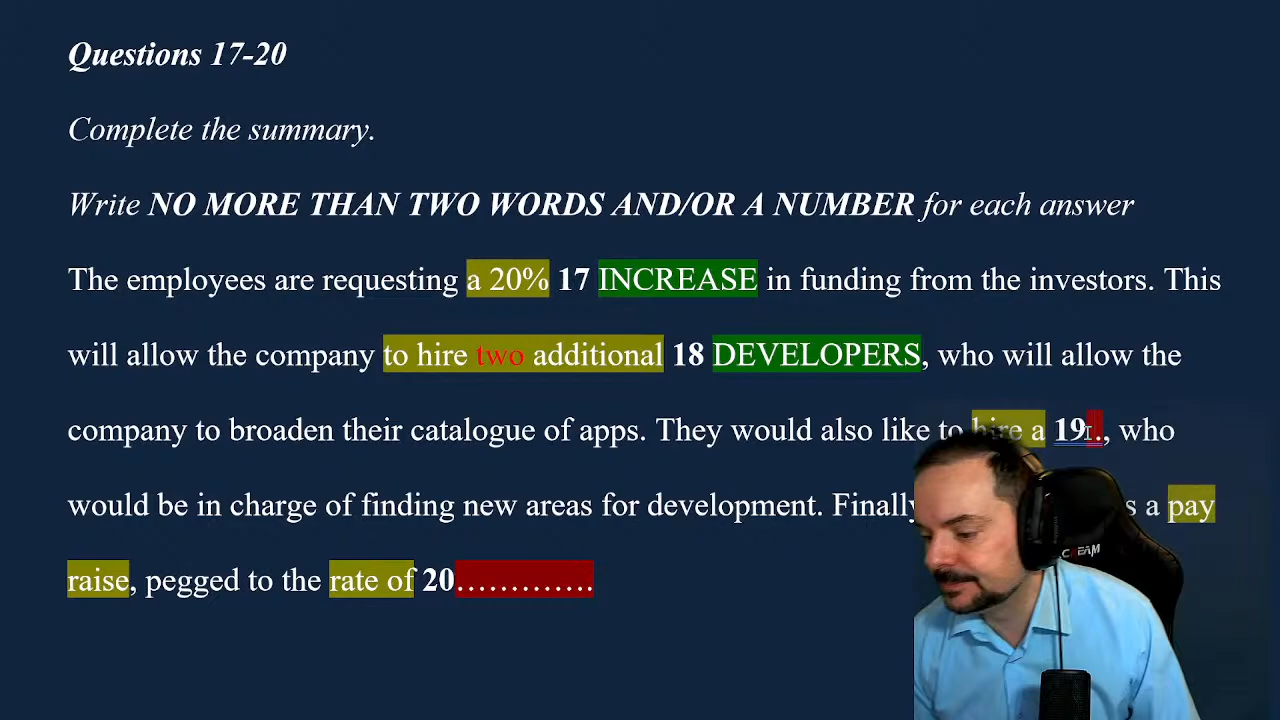 Questions 17-20
Complete the summary.
Write NO MORE THAN TWO WORDS AND/OR A NUMBER for each answer
The employees are requesting a 20% 17 INCREASE in funding from the investors. This
will allow the company to hire two additional 18 DEVELOPERS, who will allow the
company to broaden their catalogue of apps. They would also like to hire a 19.., who
would be in charge of finding new areas for development. Finally s a pay
raise, pegged to the rate of 20………….